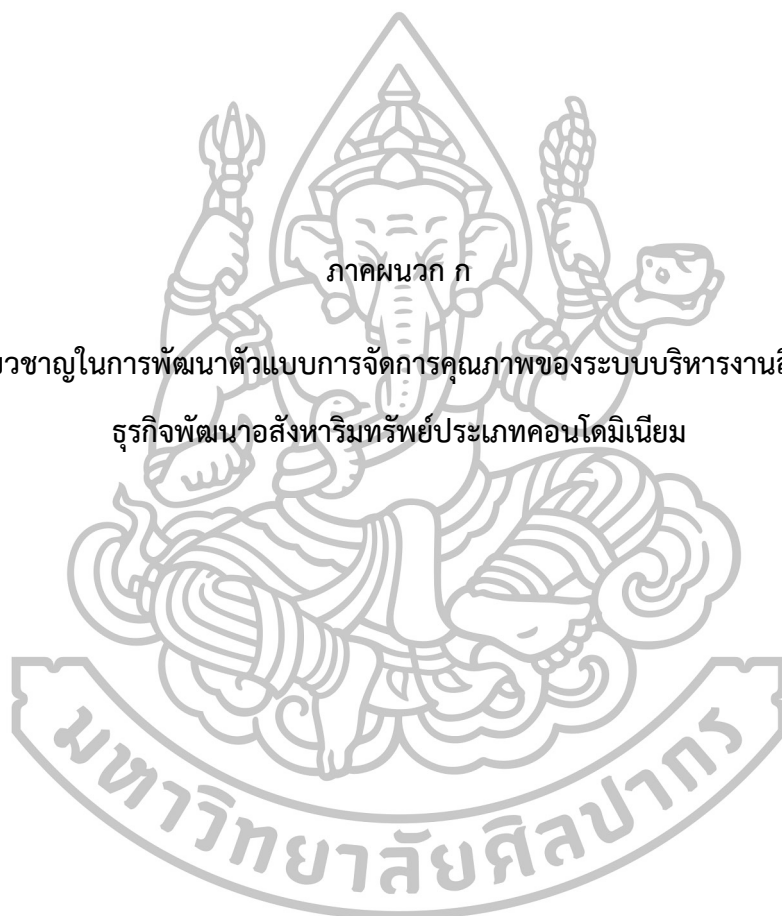 ภาคผนวก ก
วชาญในการพัฒนาตัวแบบการจัดการคุณภาพของระบบบริหารงาน
ธุรกิจพัฒนาอสังหาริมทรัพย์ประเภทคอนโดมิเนียม
มหาวิทยาลัยศิลปากร